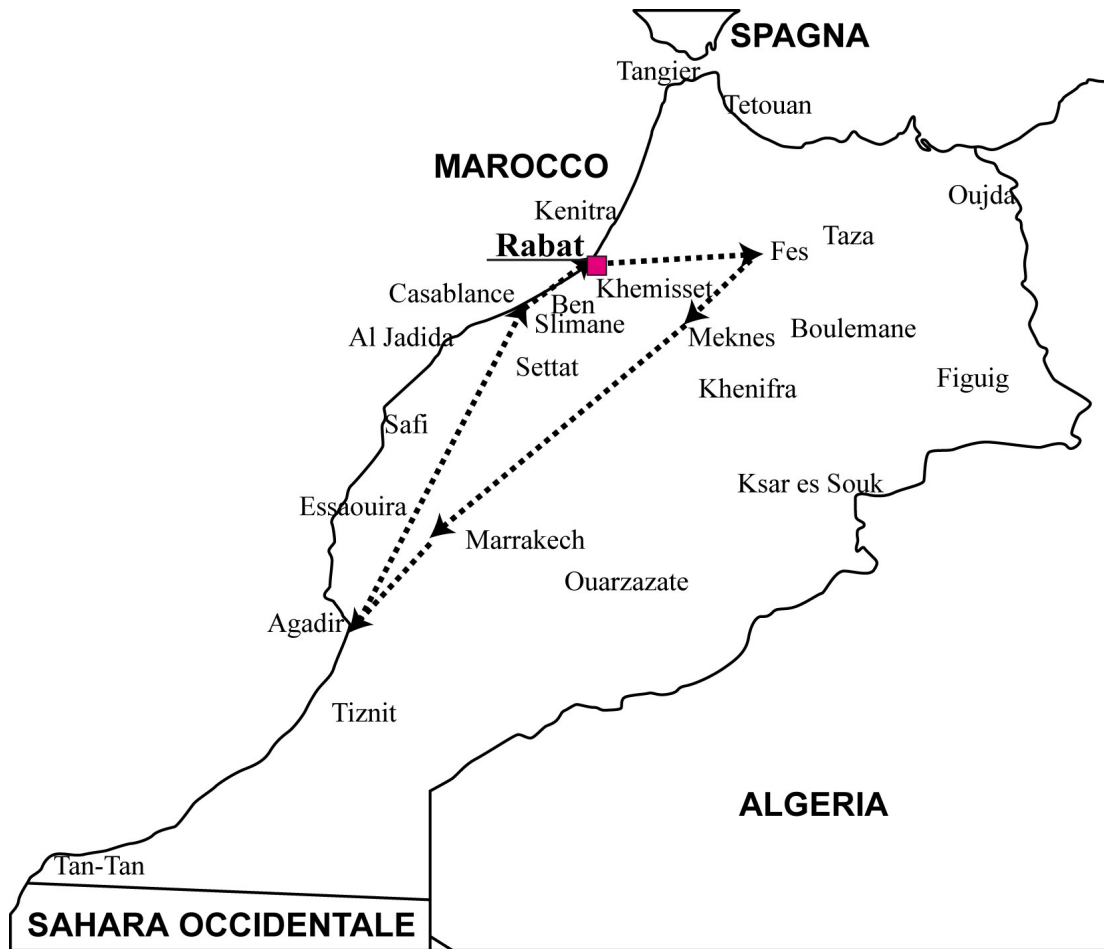 SPAGNA
Tangier
Tetouan
MAROCCO
Oujda
Kenitra
Taza
Rabat
Fes
Khemisset
Casablance
Ben
Slimane
Al Jadida
Meknes
Boulemane
Settat
Khenifra
Figuig
Safi
Ksar es Souk
Essaouira
Marrakech
Ouarzazate
Agadir
Tiznit
ALGERIA
Tan-Tan
SAHARA OCCIDENTALE